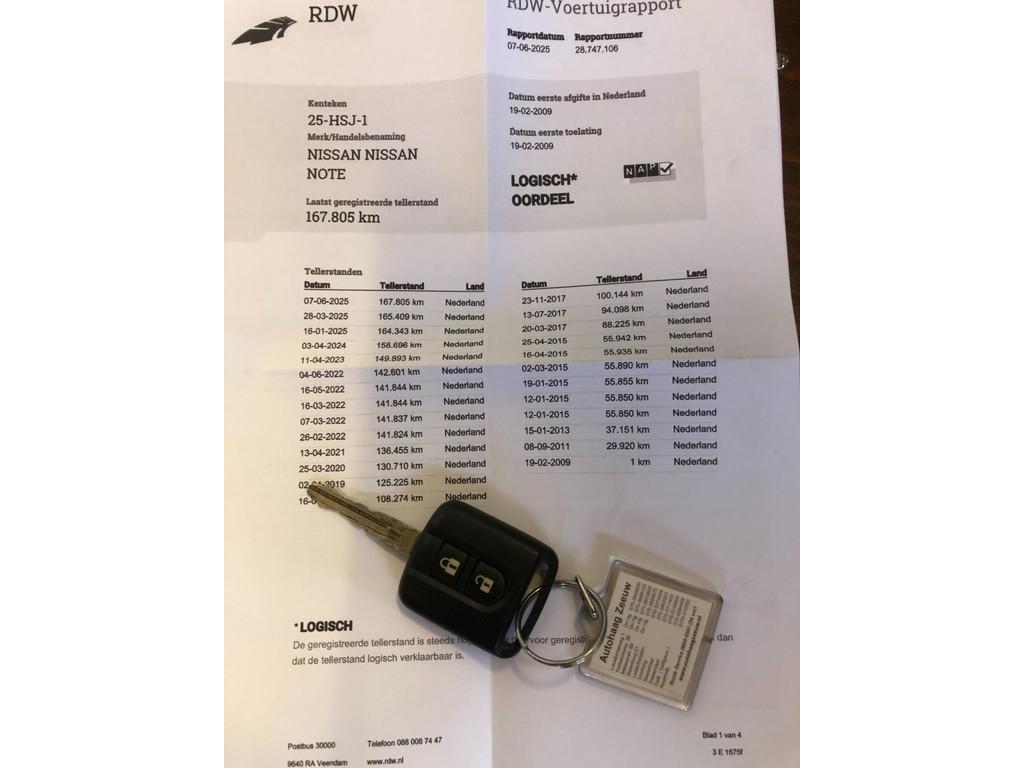 RDW
RDW-Voertuigrapport
Rapportdatum Rapportnummer
07-06-2025 28.747.106
Kenteken
25-HSJ-1
Merk/Handelsbenaming
NISSAN NISSAN
NOTE
Laatst geregistreerde tellerstand
167.805 km
Datum eerste afgifte in Nederland
19-02-2009
Datum eerste toelating
19-02-2009
LOGISCH*
OORDEEL
NAP
Tellerstanden
Datum Tellerstand Land
07-06-2025 167.805 km Nederland
28-03-2025 165.409 km Nederland
16-01-2025 164.343 km Nederland
03-04-2024 158.696 km Nederland
11-04-2023 149.893 km Nederland
04-06-2022 142.601 km Nederland
16-05-2022 141.844 km Nederland
16-03-2022 141.844 km Nederland
07-03-2022 141.837 km Nederland
26-02-2022 141.824 km Nederland
13-04-2021 136.455 km Nederland
25-03-2020 130.710 km Nederland
02-04-2019 125.225 km Nederland
16-0 108.274 km Nederland
Datum Tellerstand Land
23-11-2017 100.144 km Nederland
13-07-2017 94.098 km Nederland
20-03-2017 88.225 km Nederland
25-04-2015 55.942 km Nederland
16-04-2015 55.935 km Nederland
02-03-2015 55.890 km Nederland
19-01-2015 55.855 km Nederland
12-01-2015 55.850 km Nederland
12-01-2015 55.850 km Nederland
15-01-2013 37.151 km Nederland
08-09-2011 29.920 km Nederland
19-02-2009 1 km Nederland
Autohaag Zeeuw
www.autohaagzeeuw.nl
*LOGISCH
De geregistreerde tellerstand is steeds voor dan
dat de tellerstand logisch verklaarbaar is.
Postbus 30000 Telefoon 088 008 74 47
9640 RA Veendam www.rdw.nl
Blad 1 van 4
3 E 1675f